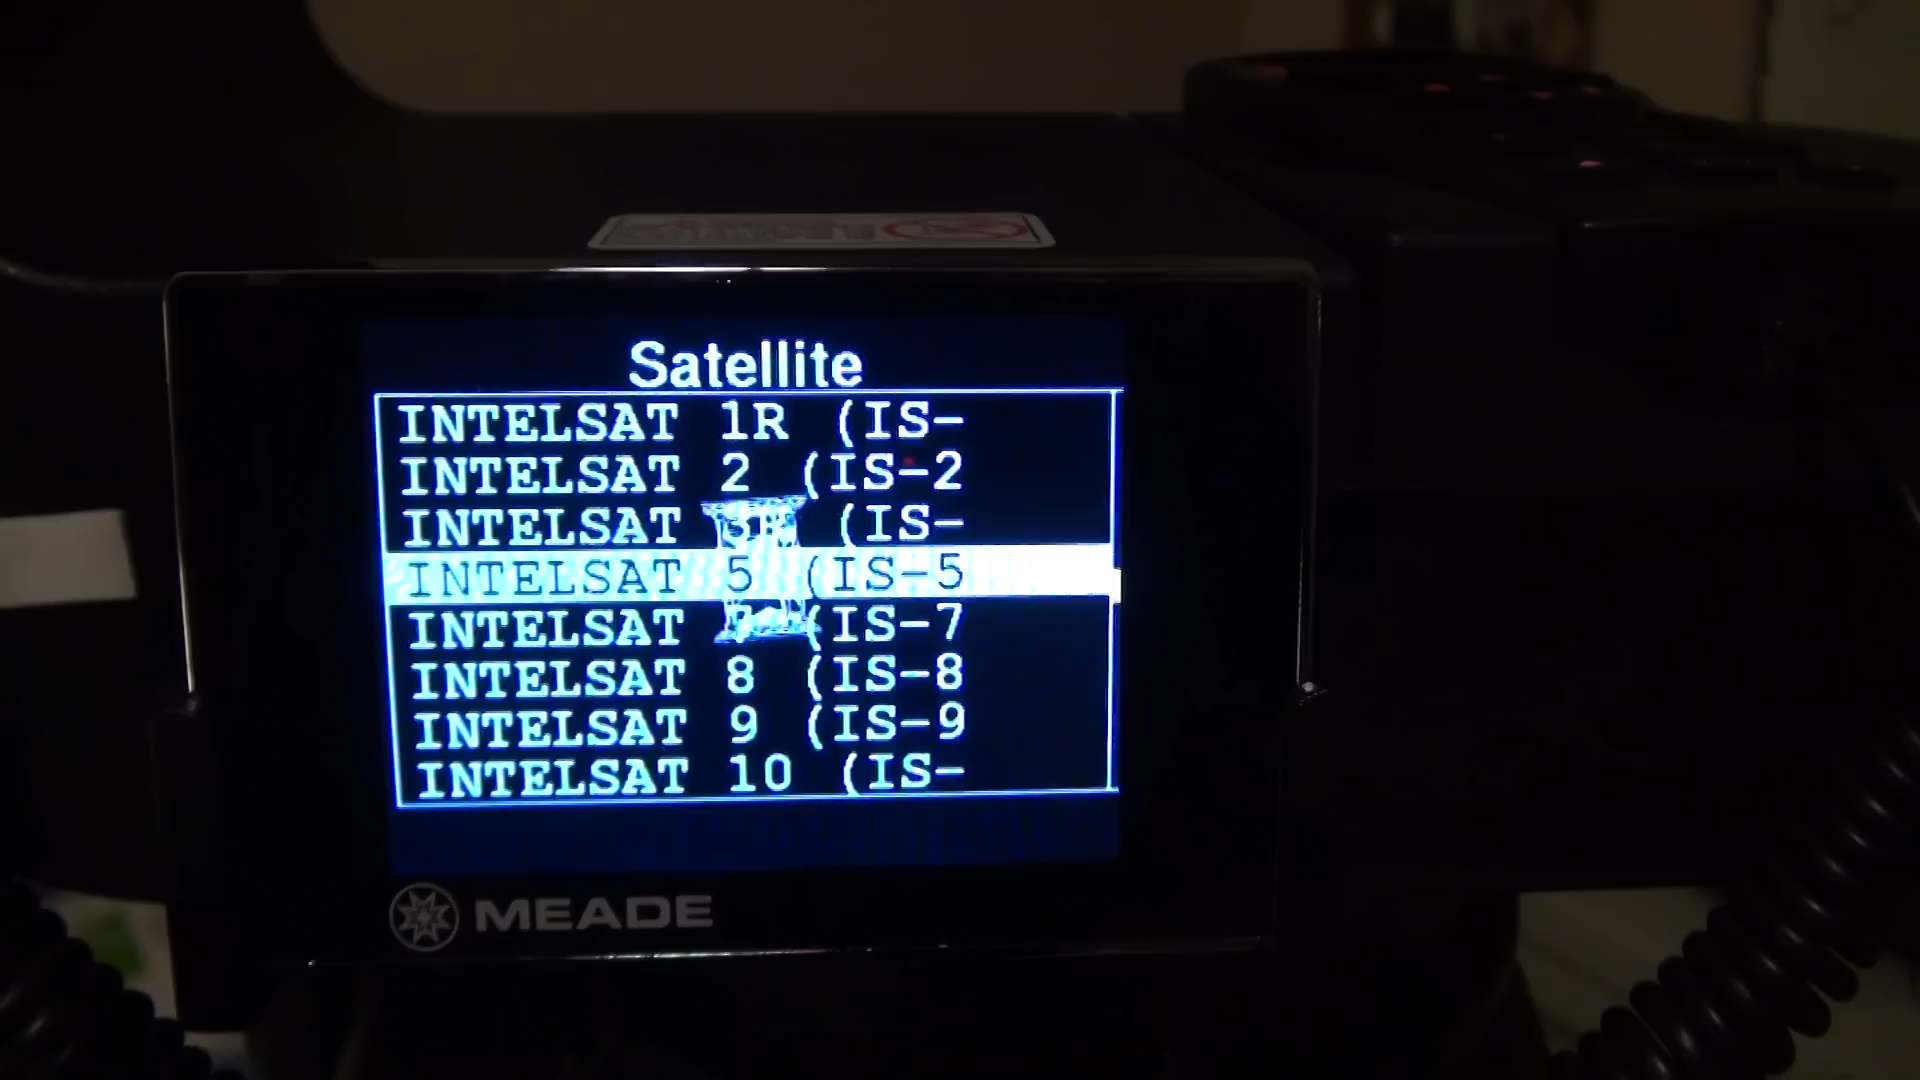 Satellite
INTELSAT 1R (IS-
INTELSAT 2 (IS-2
INTELSAT 3R (IS-
INTELSAT 5 (IS-5
INTELSAT 7 (IS-7
INTELSAT 8 (IS-8
INTELSAT 9 (IS-9
INTELSAT 10 (IS-
MEADE